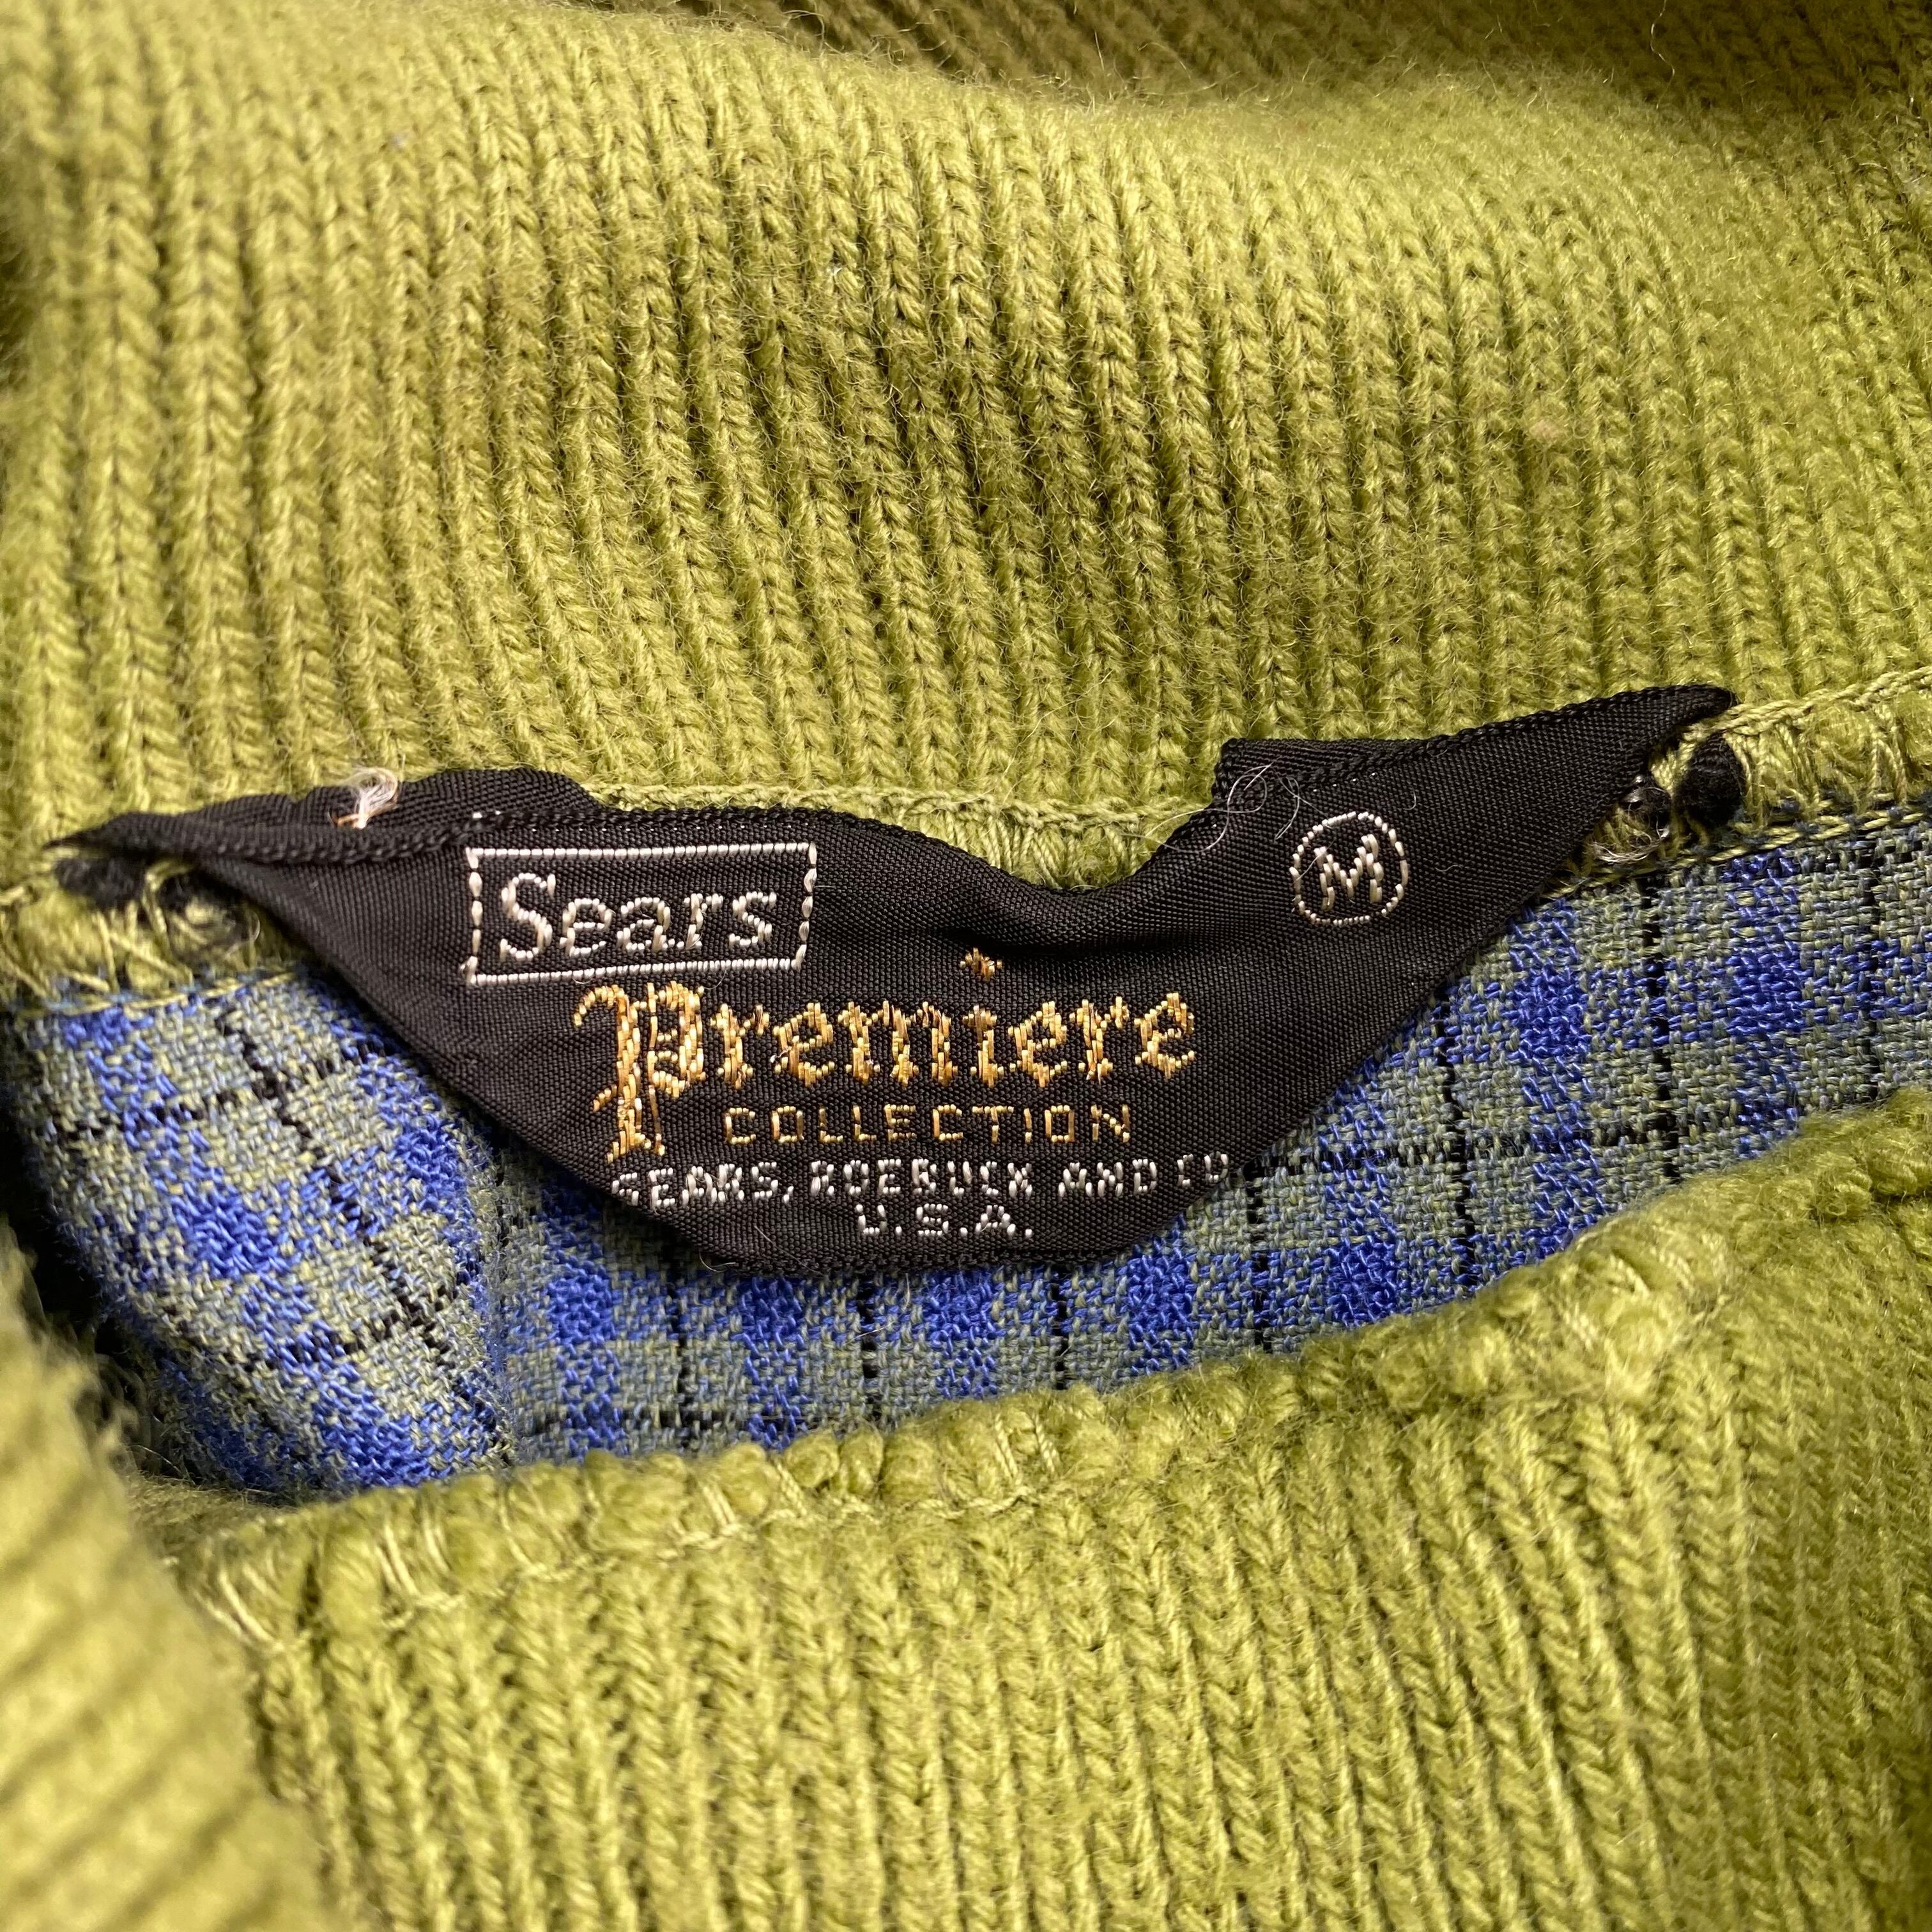 Sears
M
Premiere
COLLECTION
SEARS, ROEBUCK AND CO
U.S.A.